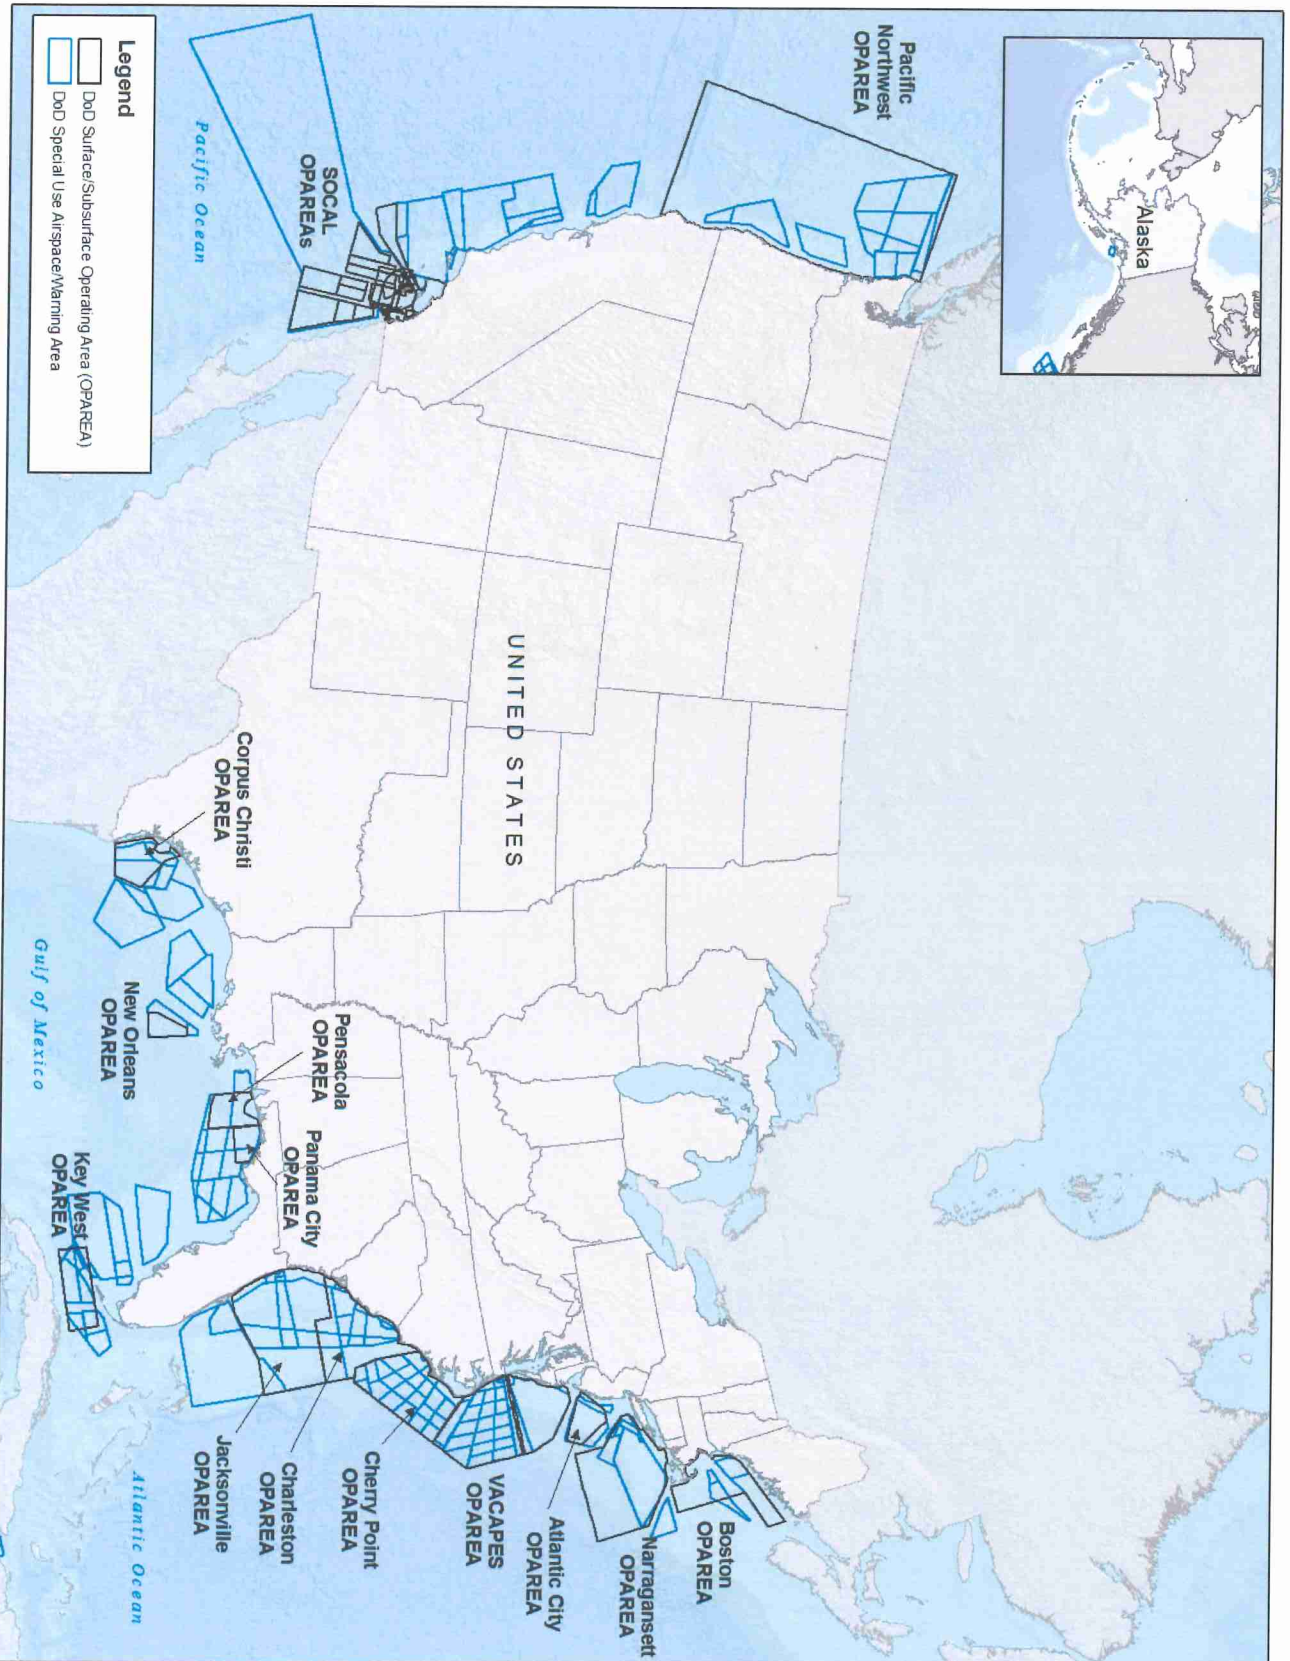 Alaska
Pacific
Northwest
OPAREA
SOCAL
OPAREAs
Pacific Ocean
UNITED STATES
Corpus Christi
OPAREA
New Orleans
OPAREA
Pensacola
OPAREA
Panama City
OPAREA
Key West
OPAREA
Gulf of Mexico
Boston
OPAREA
Narragansett
OPAREA
Atlantic City
OPAREA
VACAPES
OPAREA
Cherry Point
OPAREA
Charleston
OPAREA
Jacksonville
OPAREA
Atlantic Ocean
Legend
DoD Surface/Subsurface Operating Area (OPAREA)
DoD Special Use Airspace/Warning Area